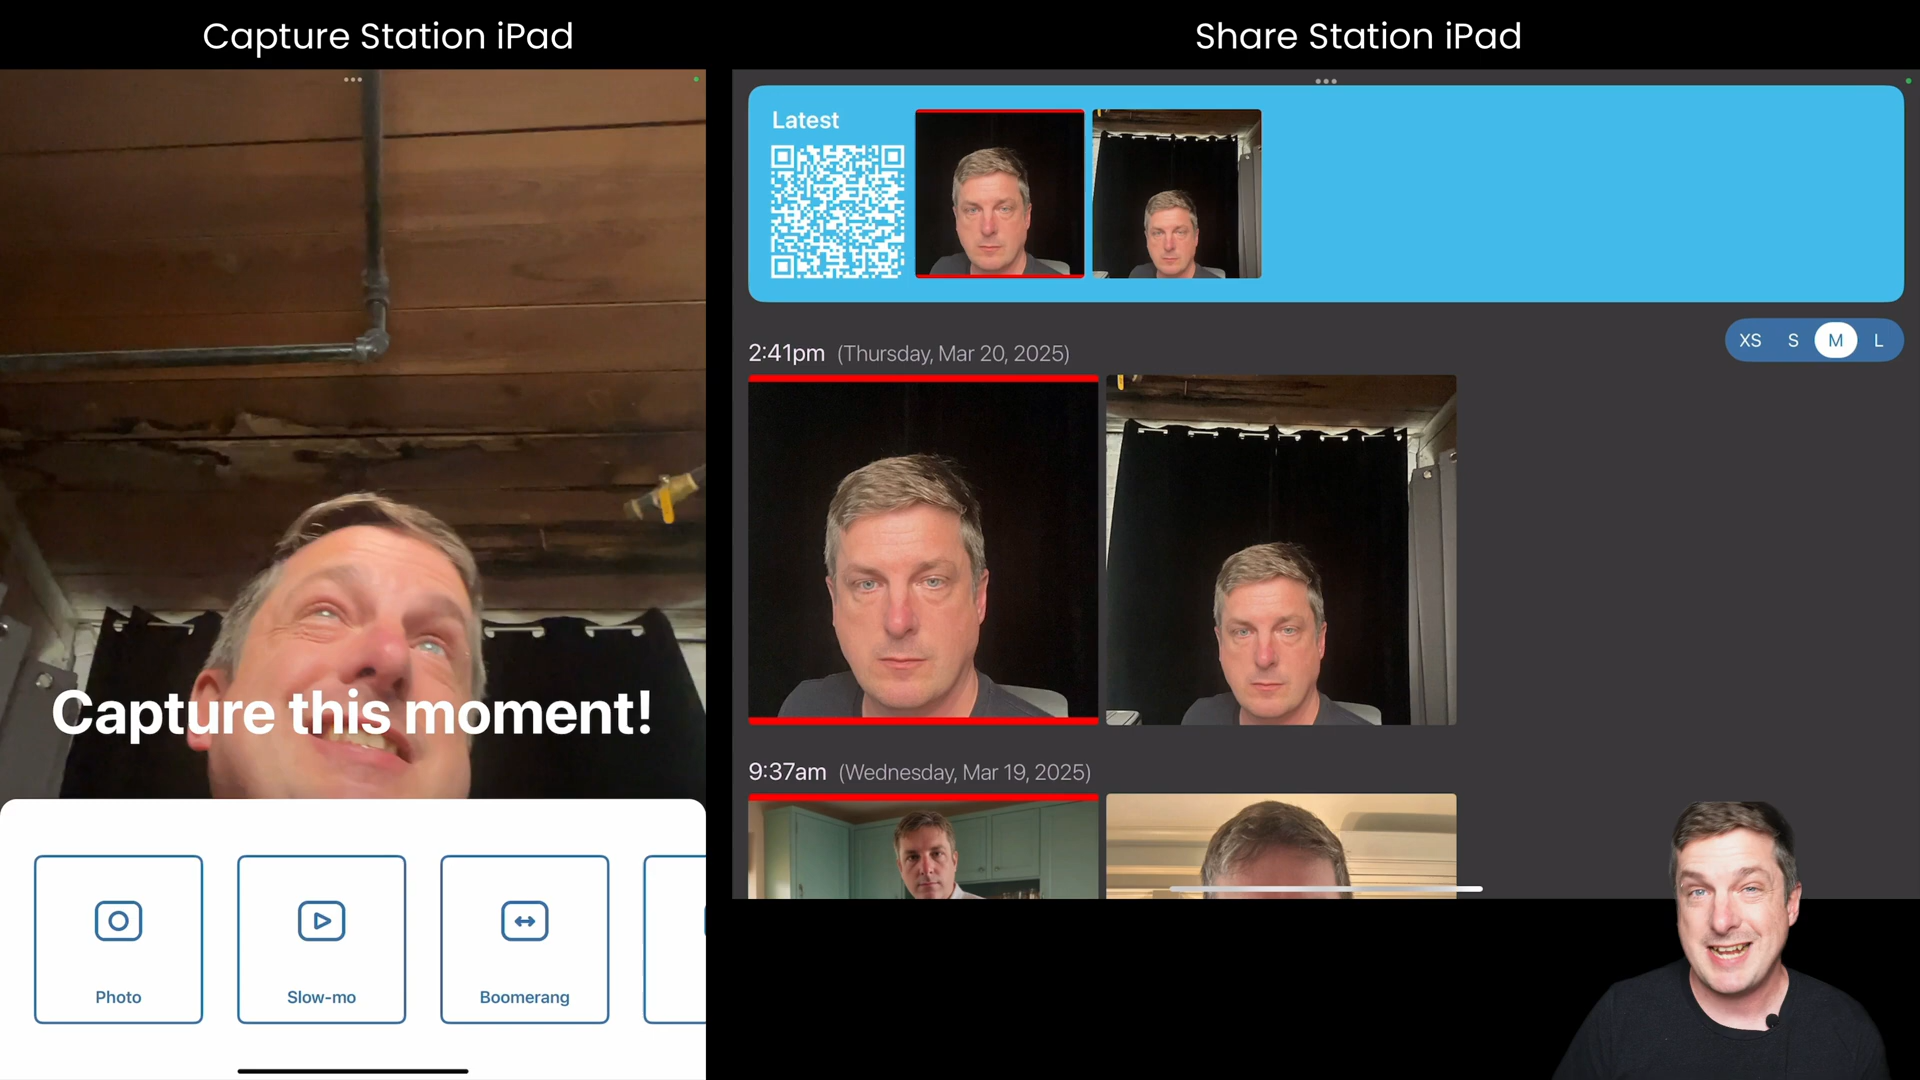 Capture Station iPad
Share Station iPad
Capture this moment!
Photo
Slow-mo
Boomerang
Latest
XS S M L
2:41pm (Thursday, Mar 20, 2025)
9:37am (Wednesday, Mar 19, 2025)